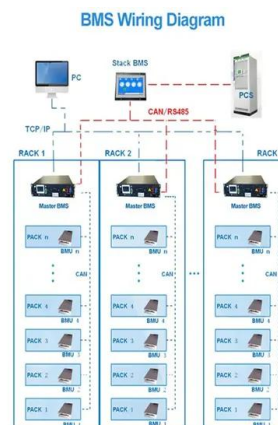 BMS Wiring Diagram
Stack BMS
PC
PCS
CAN/RS485
TCP/IP
RACK 1
RACK 2
RACK
Master BMS
Master BMS
Master BMS
PACK n
PACK n
PACK n
BMU n
BMU n
BMU n
CAN
CAN
CAN
PACK 4
PACK 4
PACK 4
BMU 4
BMU 4
BMU 4
PACK 3
PACK 3
PACK 3
BMU 3
BMU 3
BMU 3
PACK 2
PACK 2
PACK 2
BMU 2
BMU 2
BMU 2
PACK 1
PACK 1
PACK 1